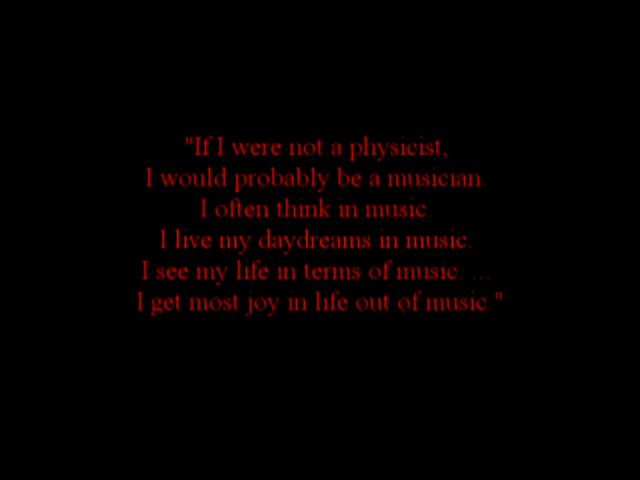 "If I were not a physicist,
I would probably be a musician.
I often think in music.
I live my daydreams in music.
I see my life in terms of music. ...
I get most joy in life out of music."